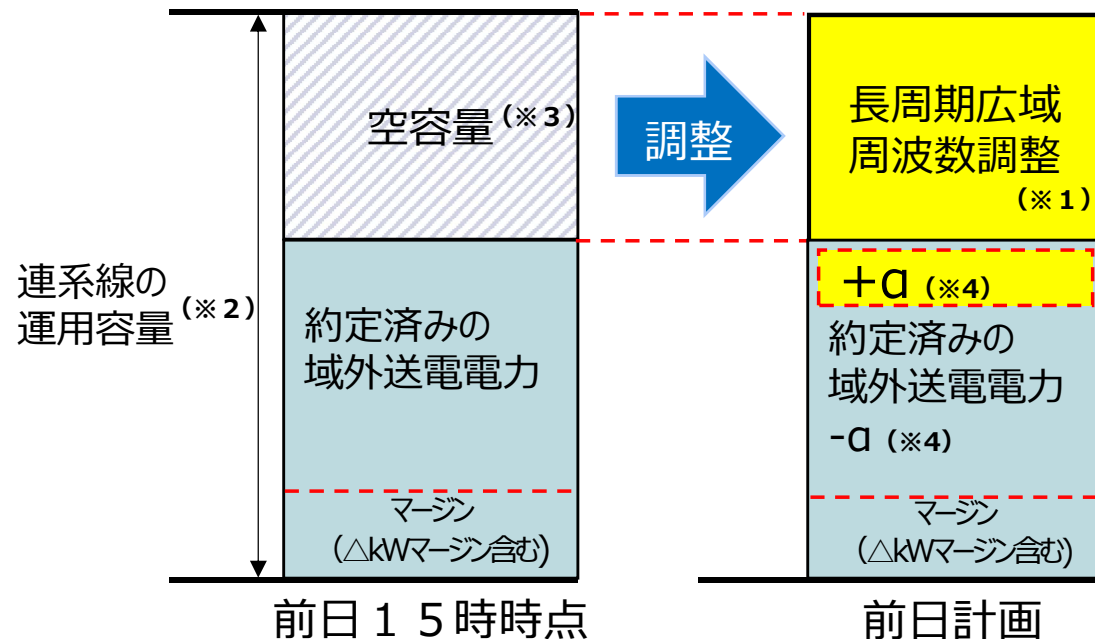 連系線の
運用容量(※2)
空容量(※3)
約定済みの
域外送電電力
マージン
(△kWマージン含む)
前日15時時点
調整
長周期広域
周波数調整
(※1)
+α (※4)
約定済みの
域外送電電力
-α (※4)
マージン
(△kWマージン含む)
前日計画